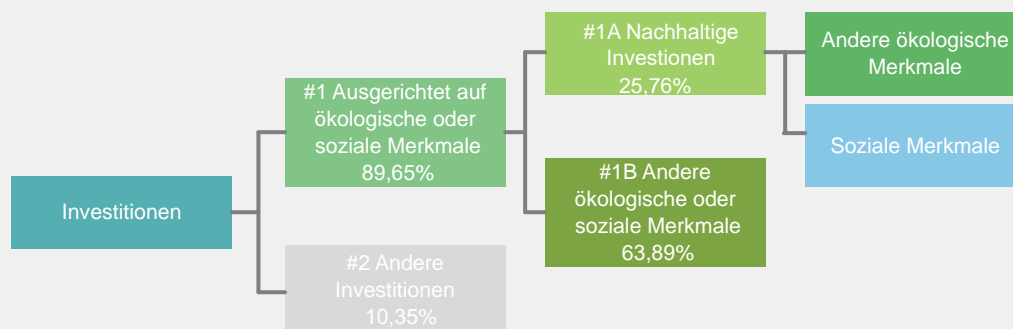 Investitionen
#1 Ausgerichtet auf
ökologische oder
soziale Merkmale
89,65%
#2 Andere
Investitionen
10,35%
#1A Nachhaltige
Investionen
25,76%
#1B Andere
ökologische oder
soziale Merkmale
63,89%
Andere ökologische
Merkmale
Soziale Merkmale